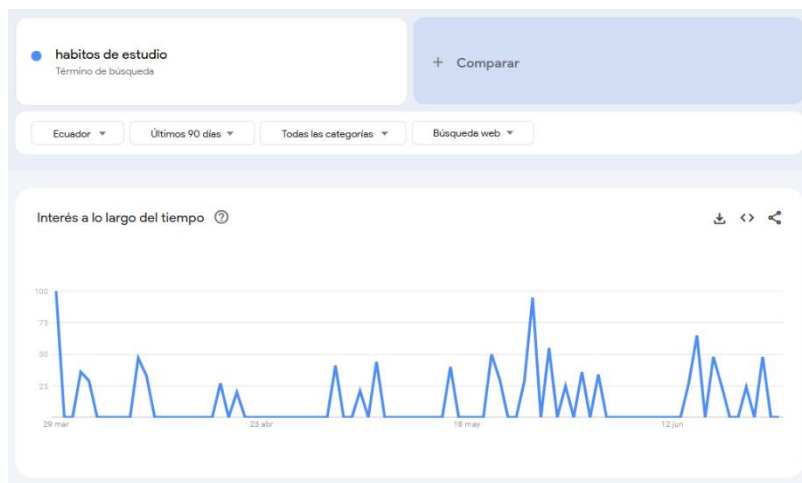 habitos de estudio
Término de búsqueda
+ Comparar
Ecuador
Últimos 90 días
Todas las categorías
Búsqueda web
Interés a lo largo del tiempo
100
75
50
25
29 mar
23 abr
18 may
12 jun